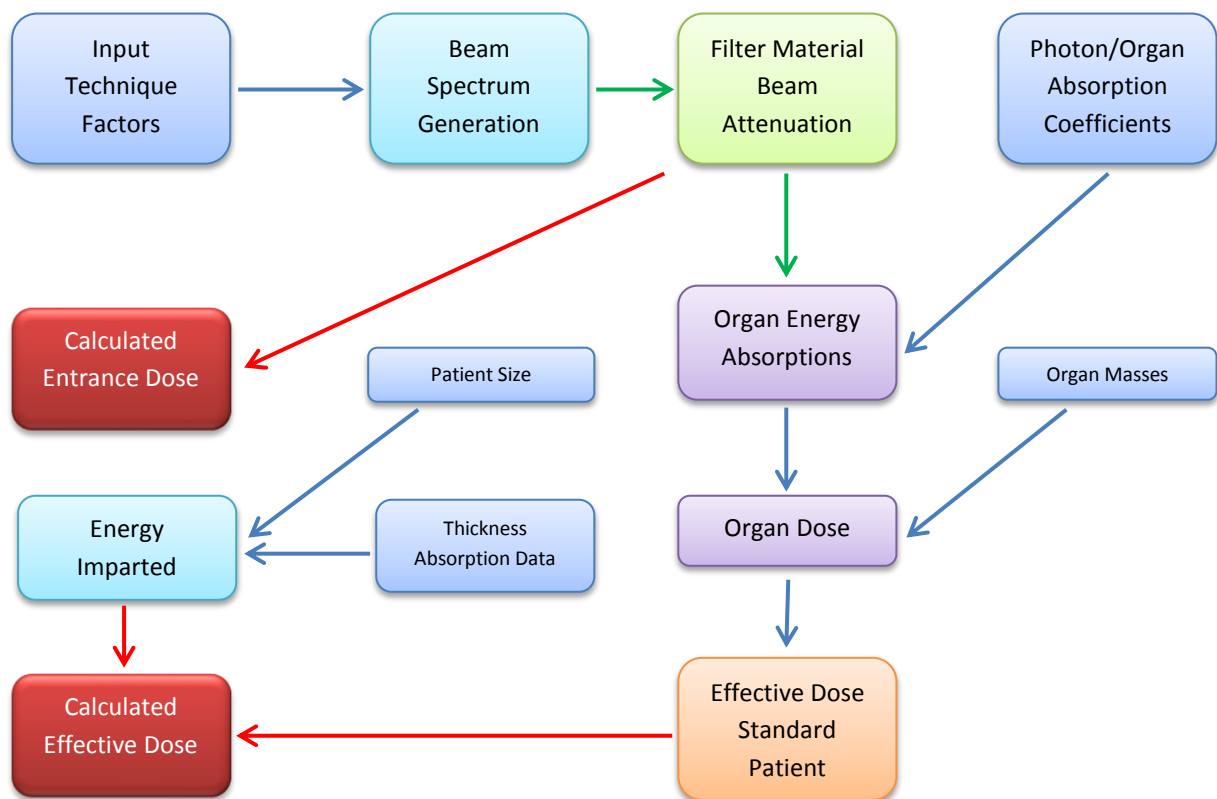 Input
Technique
Factors
Beam
Spectrum
Generation
Filter Material
Beam
Attenuation
Photon/Organ
Absorption
Coefficients
Calculated
Entrance Dose
Patient Size
Organ Energy
Absorptions
Organ Masses
Energy
Imparted
Thickness
Absorption Data
Organ Dose
Calculated
Effective Dose
Effective Dose
Standard
Patient